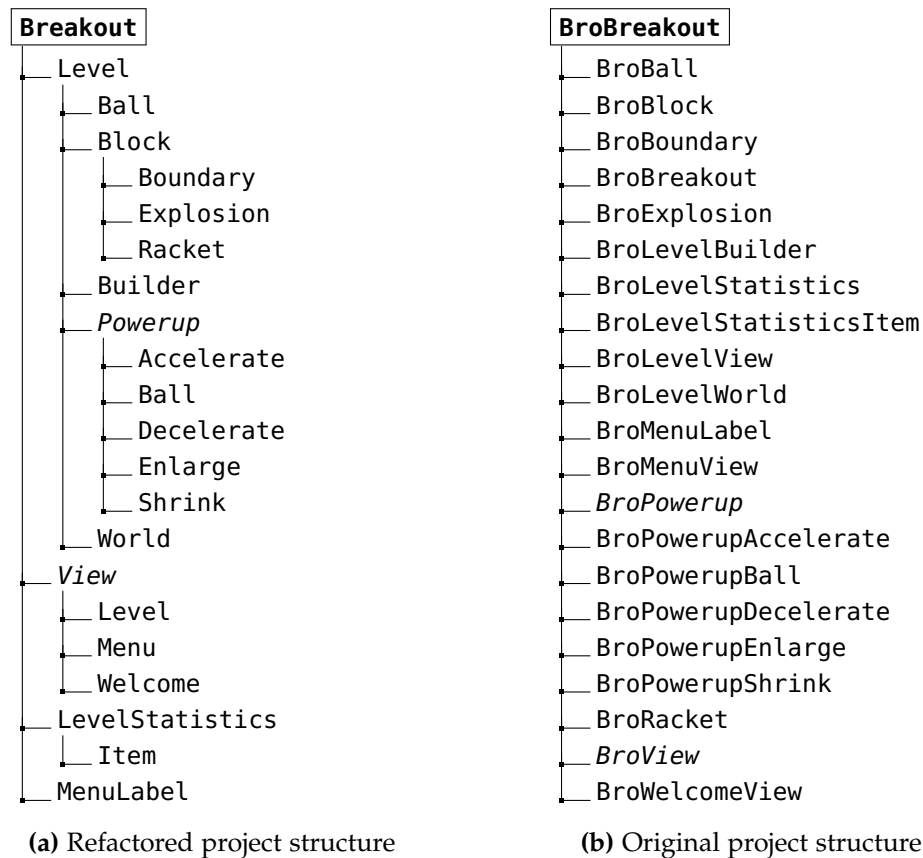 Breakout
Level
Ball
Block
Boundary
Explosion
Racket
Builder
Powerup
Accelerate
Ball
Decelerate
Enlarge
Shrink
World
View
Level
Menu
Welcome
LevelStatistics
Item
MenuLabel
(a) Refactored project structure
BroBreakout
BroBall
BroBlock
BroBoundary
BroBreakout
BroExplosion
BroLevelBuilder
BroLevelStatistics
BroLevelStatisticsItem
BroLevelView
BroLevelWorld
BroMenuLabel
BroMenuView
BroPowerup
BroPowerupAccelerate
BroPowerupBall
BroPowerupDecelerate
BroPowerupEnlarge
BroPowerupShrink
BroRacket
BroView
BroWelcomeView
(b) Original project structure